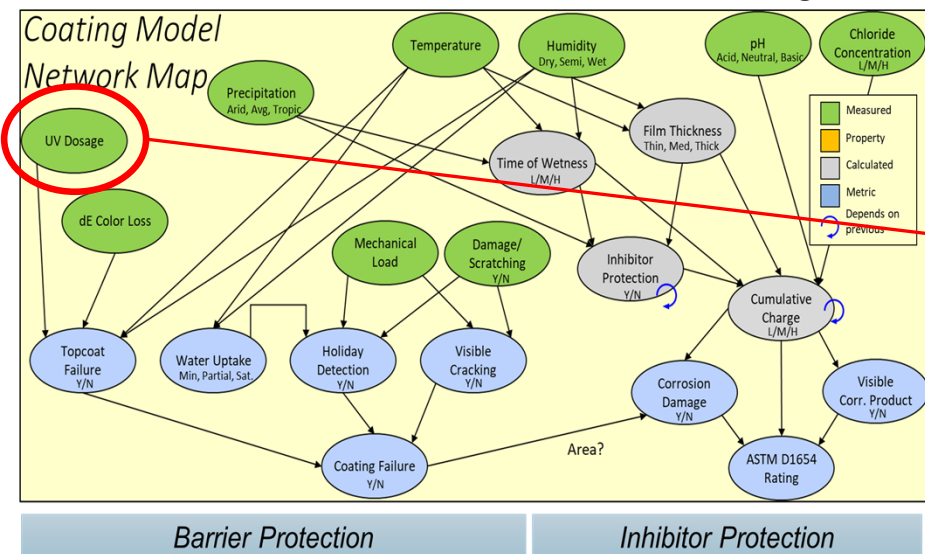 Coating Model
Network Map
Temperature
Humidity
Dry, Semi, Wet
pH
Acid, Neutral, Basic
Chloride
Concentration
L/M/H
Precipitation
Arid, Avg, Tropic
UV Dosage
Film Thickness
Thin, Med, Thick
Measured
Property
Calculated
Metric
Depends on
previous
Time of Wetness
L/M/H
dE Color Loss
Mechanical
Load
Damage/
Scratching
Y/N
Inhibitor
Protection
Y/N
Cumulative
Charge
L/M/H
Topcoat
Failure
Y/N
Water Uptake
Min, Partial, Sat.
Holiday
Detection
Y/N
Visible
Cracking
Y/N
Corrosion
Damage
Y/N
Visible
Corr. Product
Y/N
Coating Failure
Y/N
Area?
ASTM D1654
Rating
Barrier Protection
Inhibitor Protection